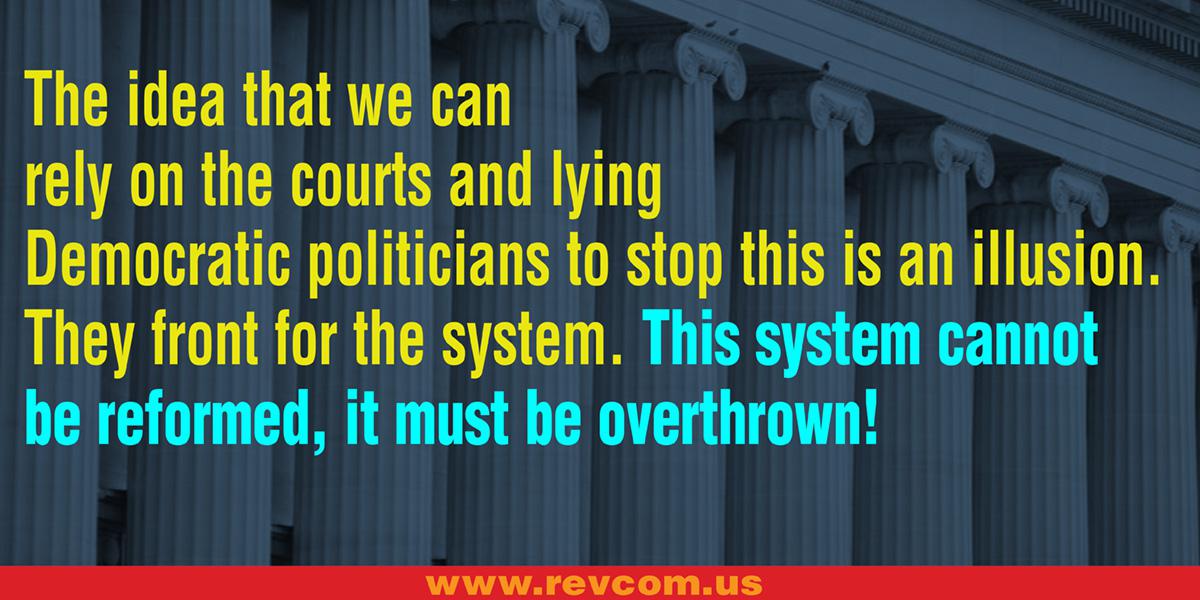 The idea that we can
rely on the courts and lying
Democratic politicians to stop this is an illusion.
They front for the system. This system cannot
be reformed, it must be overthrown!
www.revcom.us